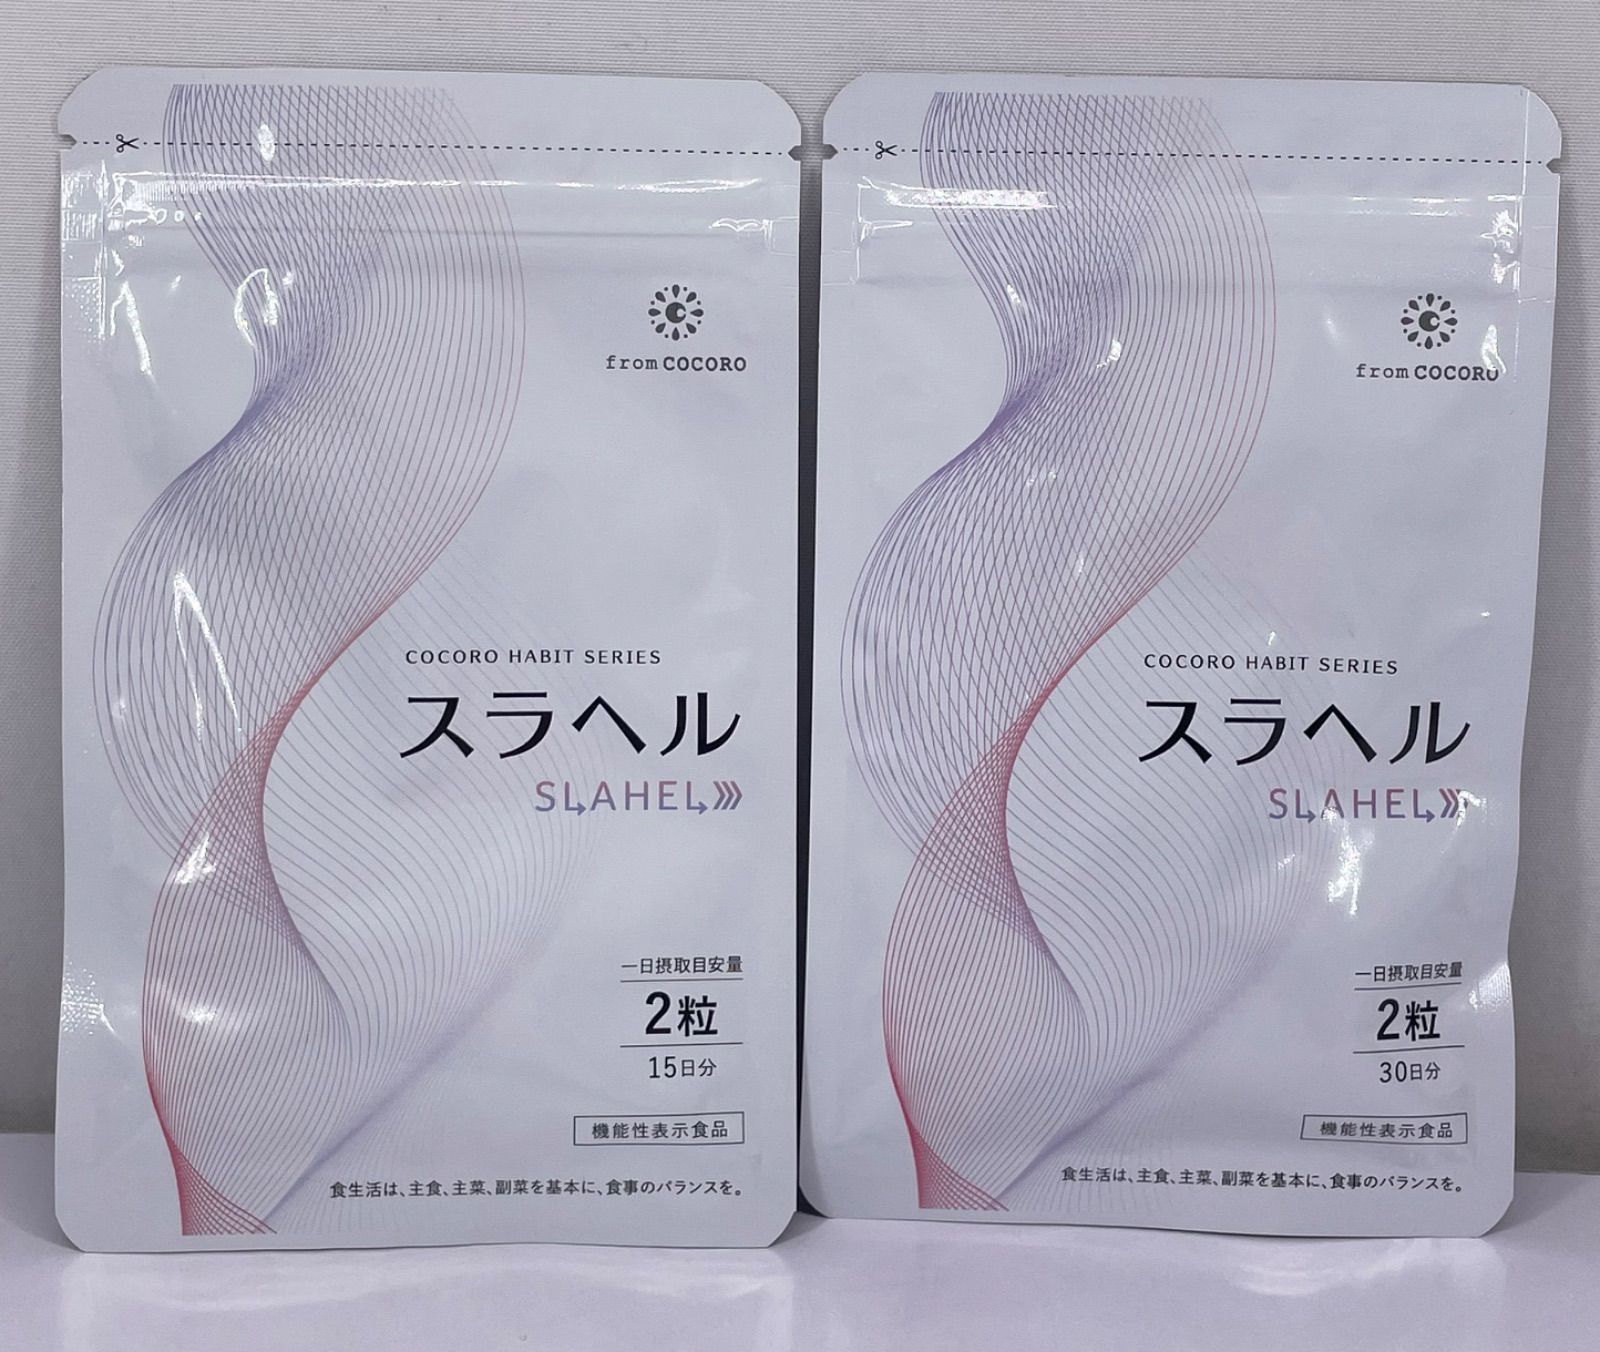 from COCORO
COCORO HABIT SERIES
スラヘル
SLAHEL
一日摂取目安量
2粒
15日分
機能性表示食品
食生活は、主食、主菜、副菜を基本に、食事のバランスを。
from COCORO
COCORO HABIT SERIES
スラヘル
SLAHEL
一日摂取目安量
2粒
30日分
機能性表示食品
食生活は、主食、主菜、副菜を基本に、食事のバランスを。